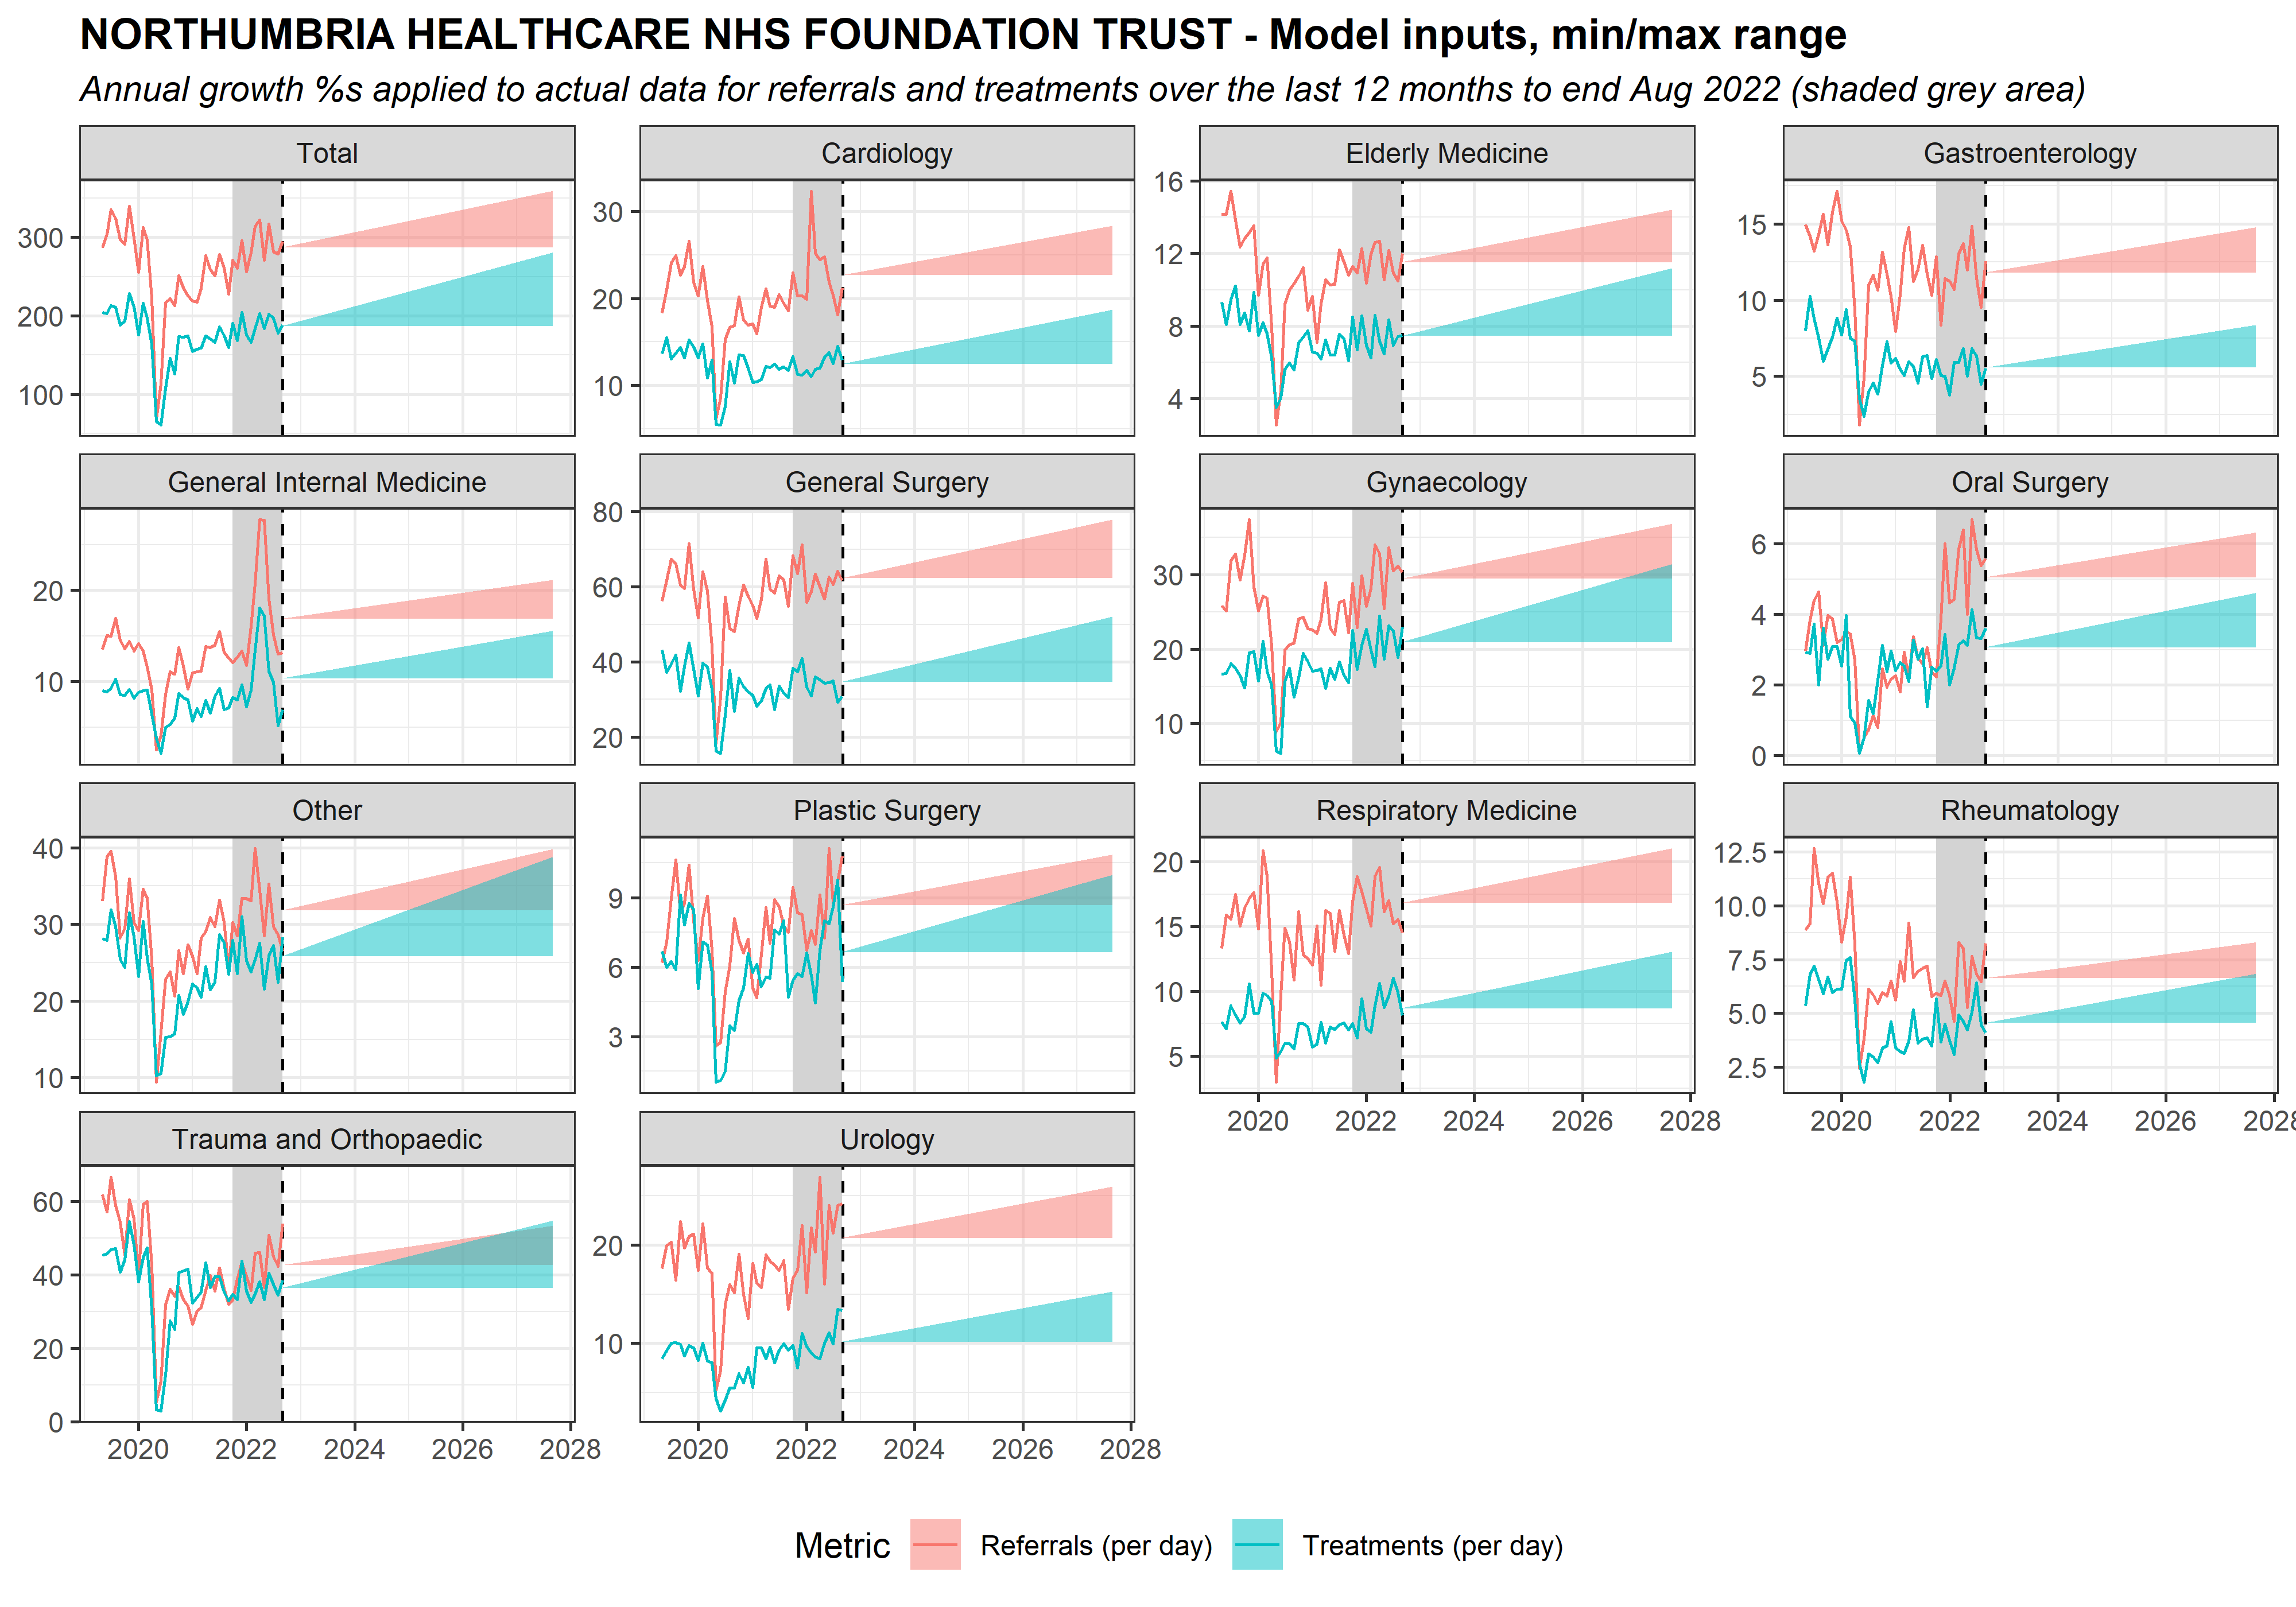 NORTHUMBRIA HEALTHCARE NHS FOUNDATION TRUST - Model inputs, min/max range
Annual growth %s applied to actual data for referrals and treatments over the last 12 months to end Aug 2022 (shaded grey area)
Total
300
200
100
Cardiology
30
20
10
Elderly Medicine
16
12
8
4
Gastroenterology
15
10
5
General Internal Medicine
20
10
General Surgery
80
60
40
20
Gynaecology
30
20
10
Oral Surgery
6
4
2
0
Other
40
30
20
10
Plastic Surgery
9
6
3
Respiratory Medicine
20
15
10
5
2020 2022 2024 2026 2028
Rheumatology
12.5
10.0
7.5
5.0
2.5
2020 2022 2024 2026 2028
Trauma and Orthopaedic
60
40
20
0
2020 2022 2024 2026 2028
Urology
20
10
2020 2022 2024 2026 2028
Metric Referrals (per day) Treatments (per day)